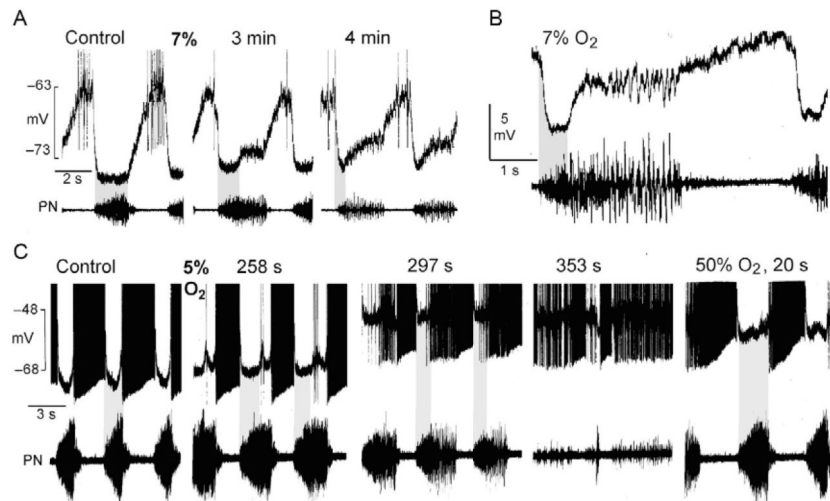 A
Control 7% 3 min 4 min
−63
mV
−73
2 s
PN
B
7% O2
5
mV
1 s
C
Control 5% O2 258 s 297 s 353 s 50% O2, 20 s
−48
mV
−68
3 s
PN